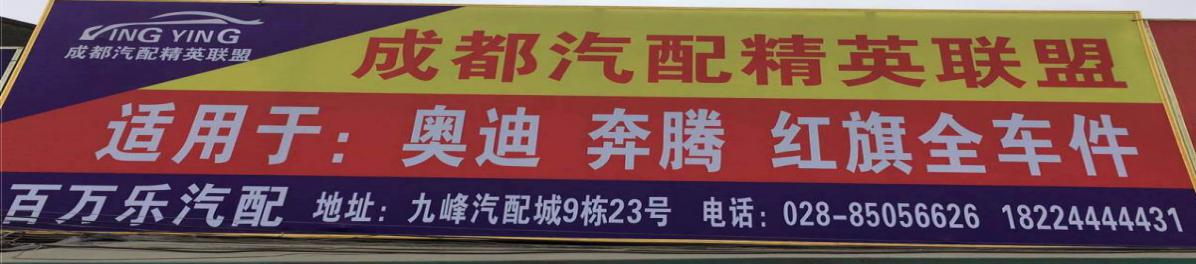 JING YING
成都汽配精英联盟
成都汽配精英联盟
适用于：奥迪 奔腾 红旗全车件
百万乐汽配 地址：九峰汽配城9栋23号 电话：028-85056626 18224444431